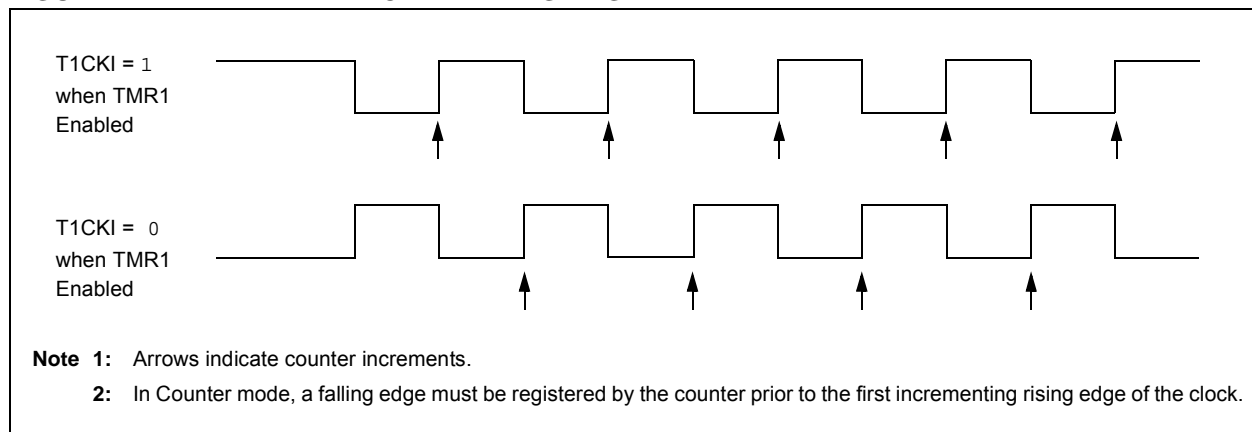 T1CKI = 1
when TMR1
Enabled
T1CKI = 0
when TMR1
Enabled
Note 1: Arrows indicate counter increments.
2: In Counter mode, a falling edge must be registered by the counter prior to the first incrementing rising edge of the clock.